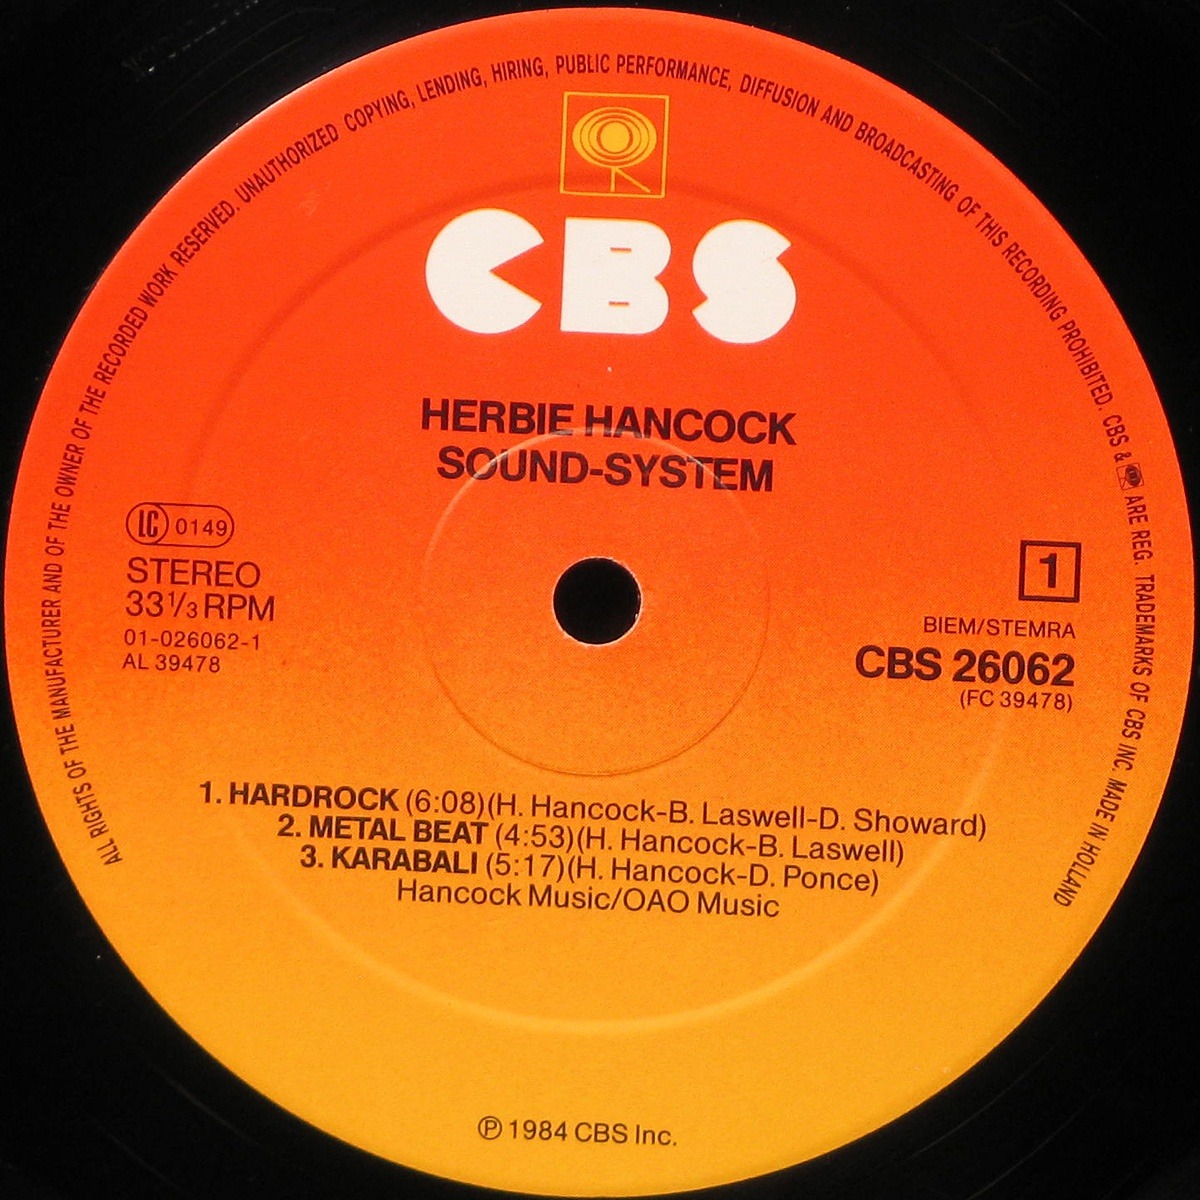 ALL RIGHTS OF THE MANUFACTURER AND OF THE OWNER OF THE RECORDED WORK RESERVED. UNAUTHORIZED COPYING, LENDING, HIRING, PUBLIC PERFORMANCE, DIFFUSION AND BROADCASTING OF THIS RECORDING PROHIBITED. CBS & ARE REG. TRADEMARKS OF CBS INC. MADE IN HOLLAND
CBS
HERBIE HANCOCK
SOUND-SYSTEM
LC 0149
STEREO
33 1/3 RPM
01-026062-1
AL 39478
1
BIEM/STEMRA
CBS 26062
(FC 39478)
1. HARDROCK (6:08)(H. Hancock-B. Laswell-D. Showard)
2. METAL BEAT (4:53)(H. Hancock-B. Laswell)
3. KARABALI (5:17)(H. Hancock-D. Ponce)
Hancock Music/OAO Music
℗ 1984 CBS Inc.